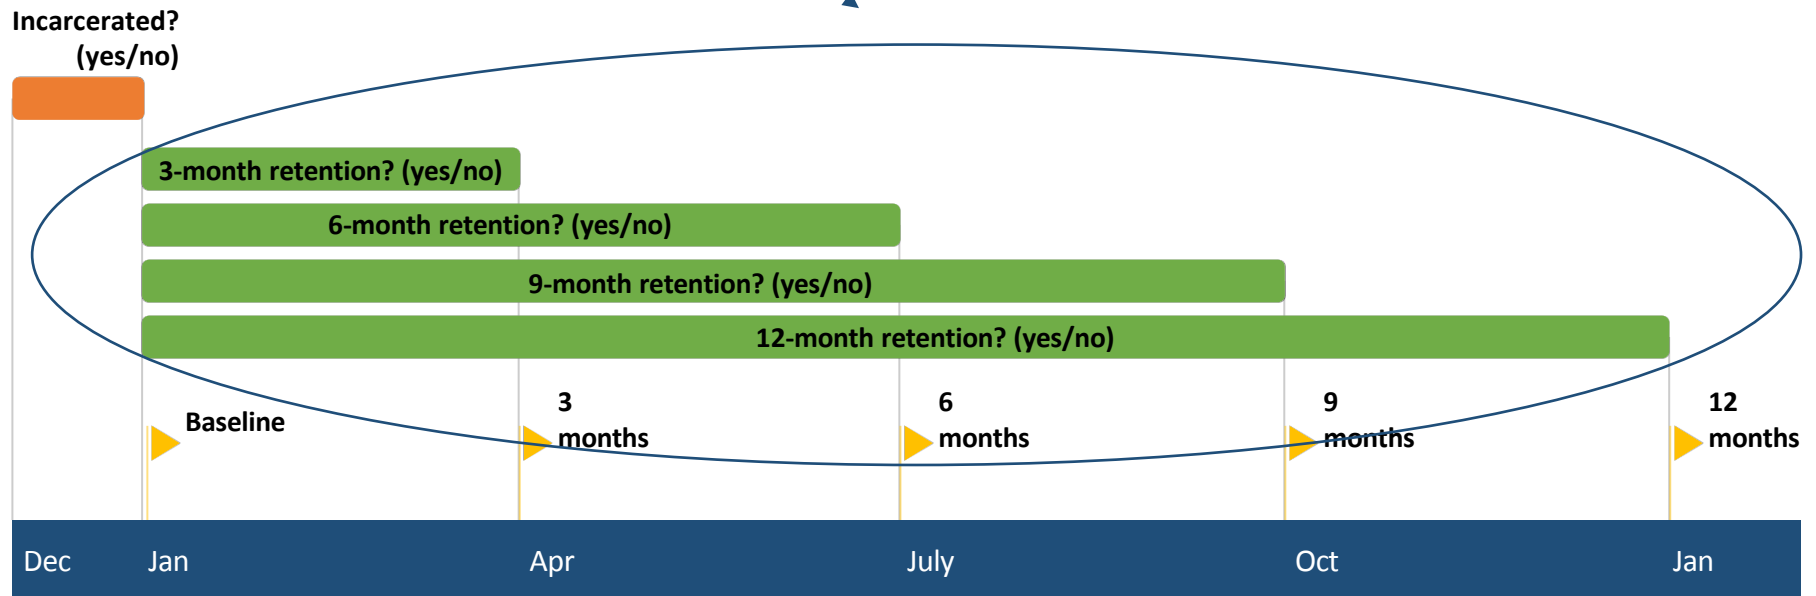 Incarcerated?
(yes/no)
3-month retention? (yes/no)
6-month retention? (yes/no)
9-month retention? (yes/no)
12-month retention? (yes/no)
Baseline
3
months
6
months
9
months
12
months
Dec
Jan
Apr
July
Oct
Jan